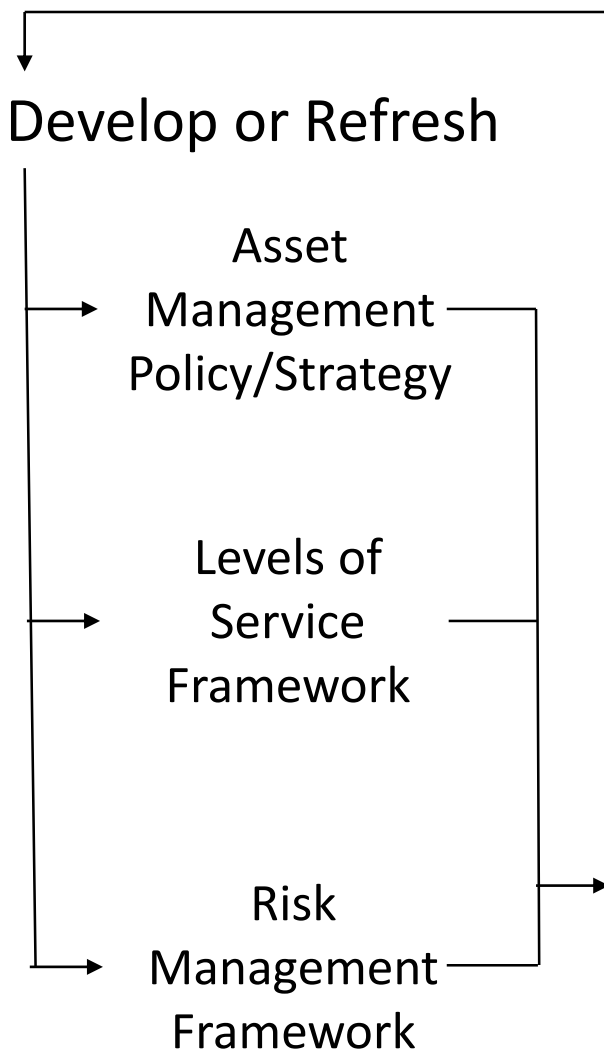 Develop or Refresh
Asset
Management
Policy/Strategy
Levels of
Service
Framework
Risk
Management
Framework